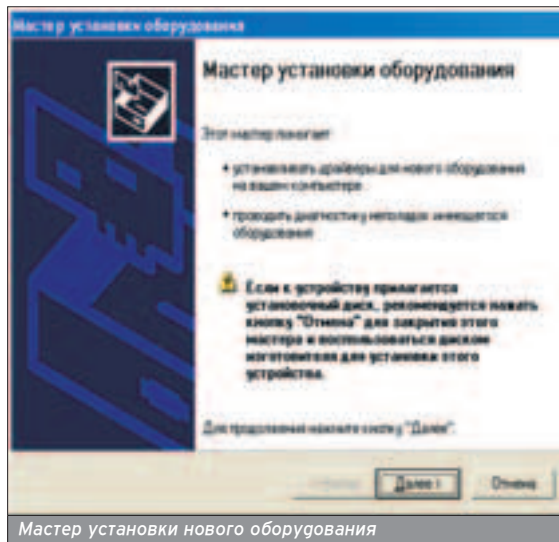 Мастер установки оборудования
Мастер установки оборудования
Этот мастер помогает:
• устанавливать драйверы для нового оборудования
на вашем компьютере.
• проводить диагностику неполадок имеющегося
оборудования
Если к устройству прилагается
установочный диск, рекомендуется нажать
кнопку "Отмена" для закрытия этого
мастера и воспользоваться диском
изготовителя для установки этого
устройства.
Для продолжения нажмите кнопку "Далее".
Далее >
Отмена
Мастер установки нового оборудования